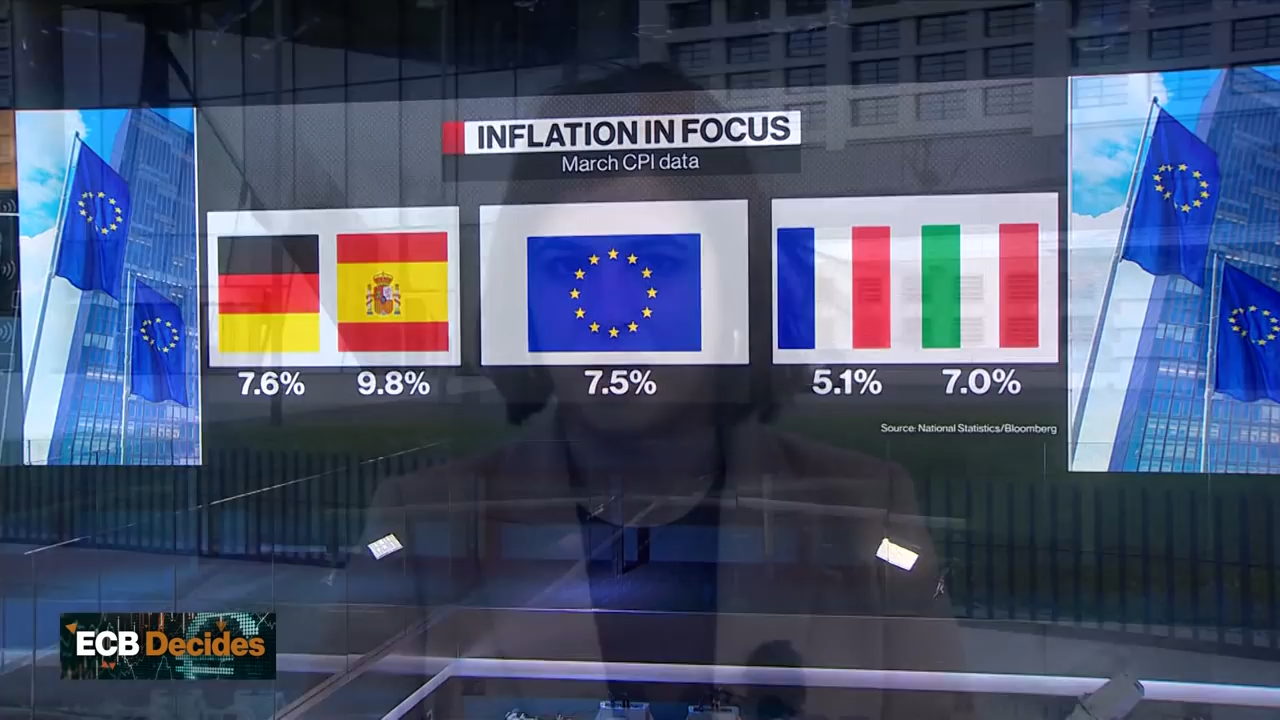 INFLATION IN FOCUS
March CPI data
7.6% 9.8% 7.5% 5.1% 7.0%
Source: National Statistics/Bloomberg
ECB Decides